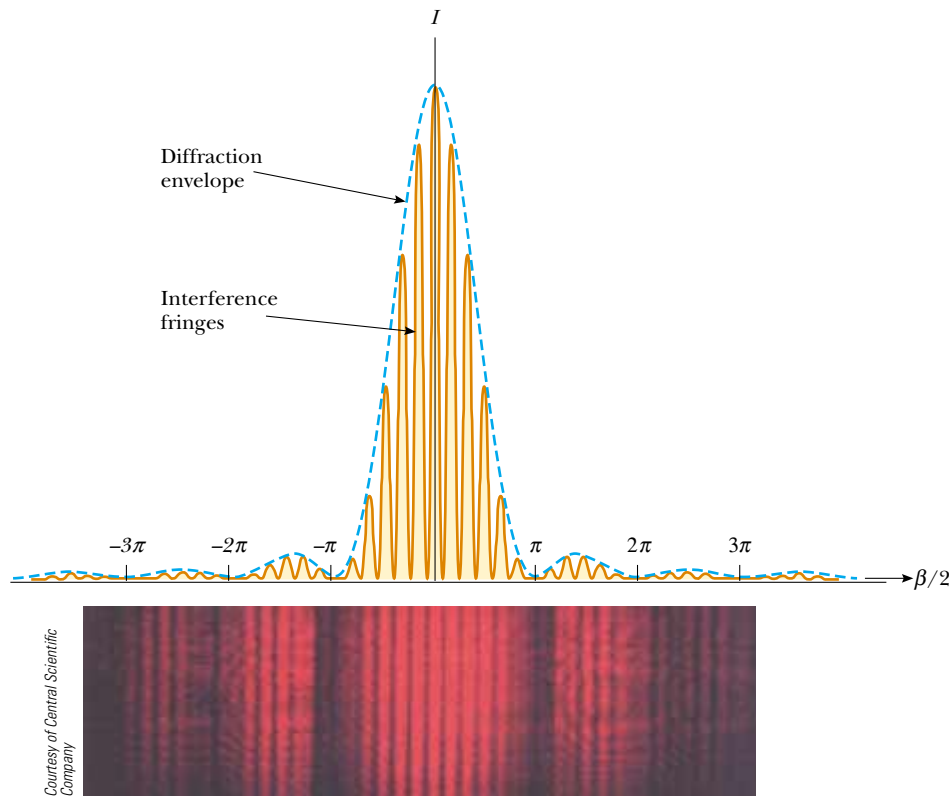 I
Diffraction
envelope
Interference
fringes
–3π
–2π
–π
π
2π
3π
β/2
Courtesy of Central Scientific
Company